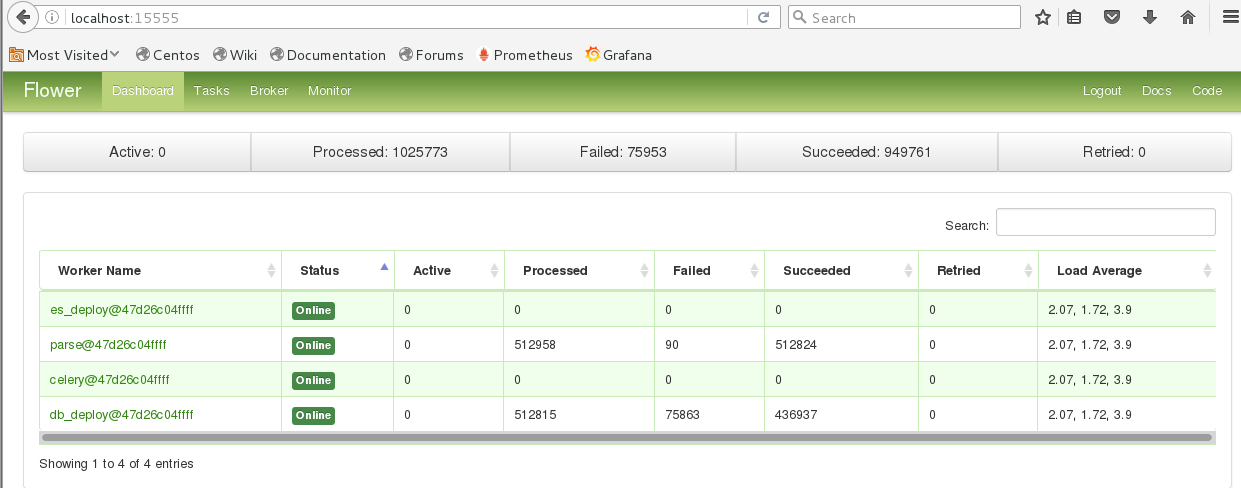 localhost:15555 Search
Most Visited Centos Wiki Documentation Forums Prometheus Grafana
Flower Dashboard Tasks Broker Monitor Logout Docs Code
Active: 0 Processed: 1025773 Failed: 75953 Succeeded: 949761 Retried: 0
Search:
Worker Name Status Active Processed Failed Succeeded Retried Load Average
es_deploy@47d26c04ffff Online 0 0 0 0 0 2.07, 1.72, 3.9
parse@47d26c04ffff Online 0 512958 90 512824 0 2.07, 1.72, 3.9
celery@47d26c04ffff Online 0 0 0 0 0 2.07, 1.72, 3.9
db_deploy@47d26c04ffff Online 0 512815 75863 436937 0 2.07, 1.72, 3.9
Showing 1 to 4 of 4 entries